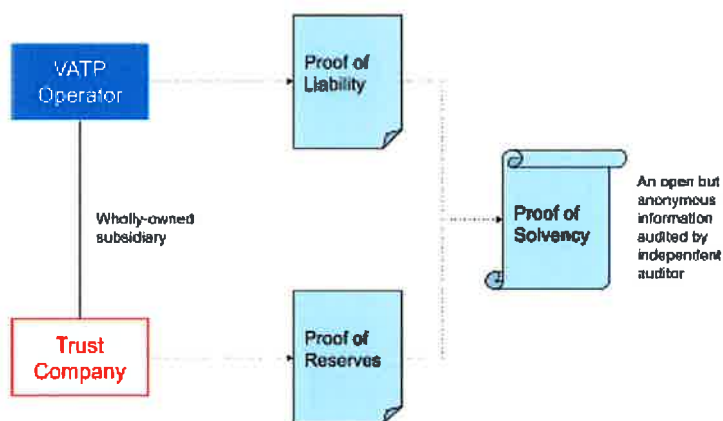 VATP
Operator
Proof of
Liability
Wholly-owned
subsidiary
Proof of
Solvency
An open but
anonymous
information
audited by
independent
auditor
Trust
Company
Proof of
Reserves